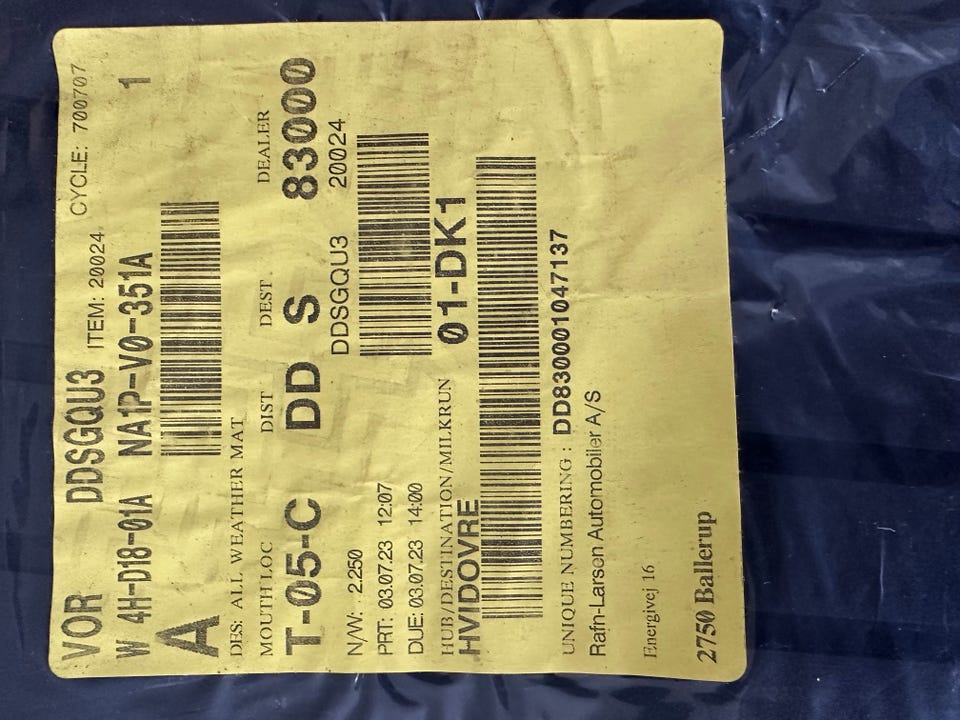 VOR DDSGQU3 ITEM: 20024 CYCLE: 700707
W 4H-D18-01A NA1P-V0-351A 1
A
DES: ALL WEATHER MAT
MOUTH LOC DIST DEST. DEALER
T-05-C DD S 83000
DDSGQU3 20024
N/W: 2.250
PRT: 03.07.23 12:07
DUE: 03.07.23 14:00
HUB/DESTINATION/MILKRUN 01-DK1
HVIDOVRE
UNIQUE NUMBERING : DD830001047137
Rafn-Larsen Automobiler A/S
Energivej 16
2750 Ballerup